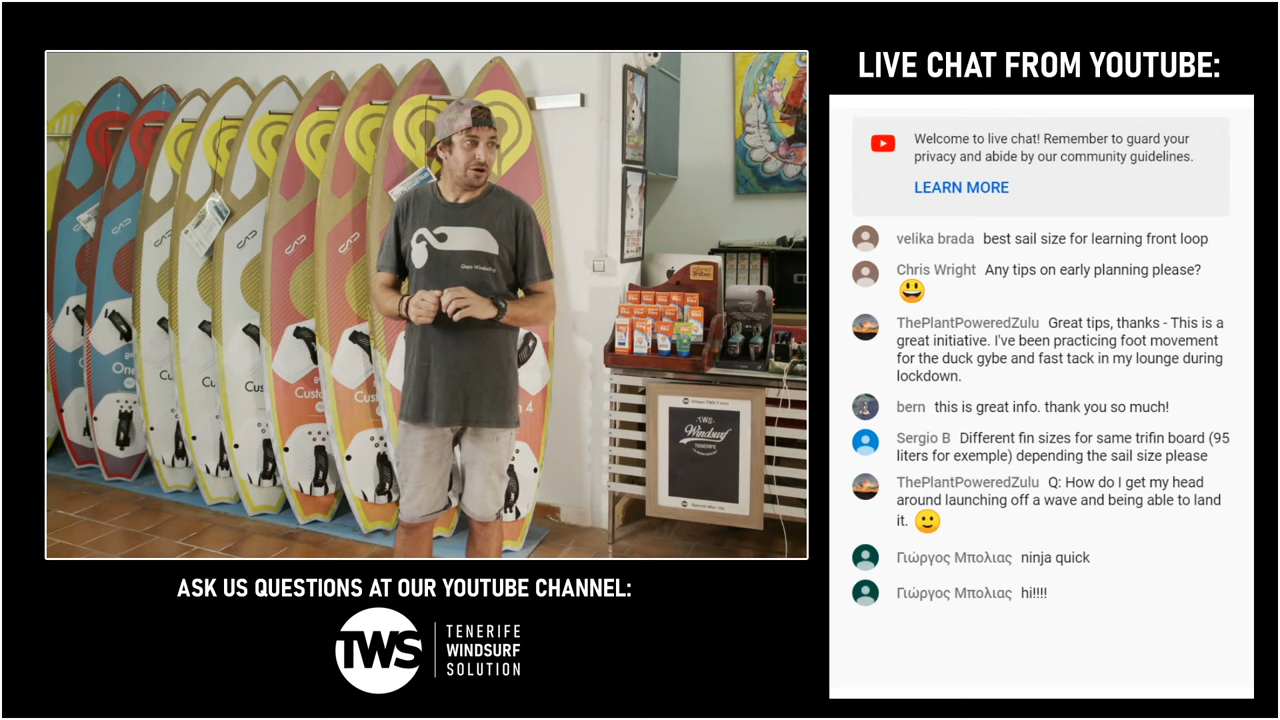 LIVE CHAT FROM YOUTUBE:
Welcome to live chat! Remember to guard your
privacy and abide by our community guidelines.
LEARN MORE
velika brada best sail size for learning front loop
Chris Wright Any tips on early planning please?
😃
ThePlantPoweredZulu Great tips, thanks - This is a
great initiative. I've been practicing foot movement
for the duck gybe and fast tack in my lounge during
lockdown.
bern this is great info. thank you so much!
Sergio B Different fin sizes for same trifin board (95
liters for exemple) depending the sail size please
ThePlantPoweredZulu Q: How do I get my head
around launching off a wave and being able to land
it. 🙂
Γιώργος Μπολιας ninja quick
Γιώργος Μπολιας hi!!!!
One
Cus
Custo
TWS
Windsurf
TENERIFE
ASK US QUESTIONS AT OUR YOUTUBE CHANNEL:
TWS
TENERIFE
WINDSURF
SOLUTION